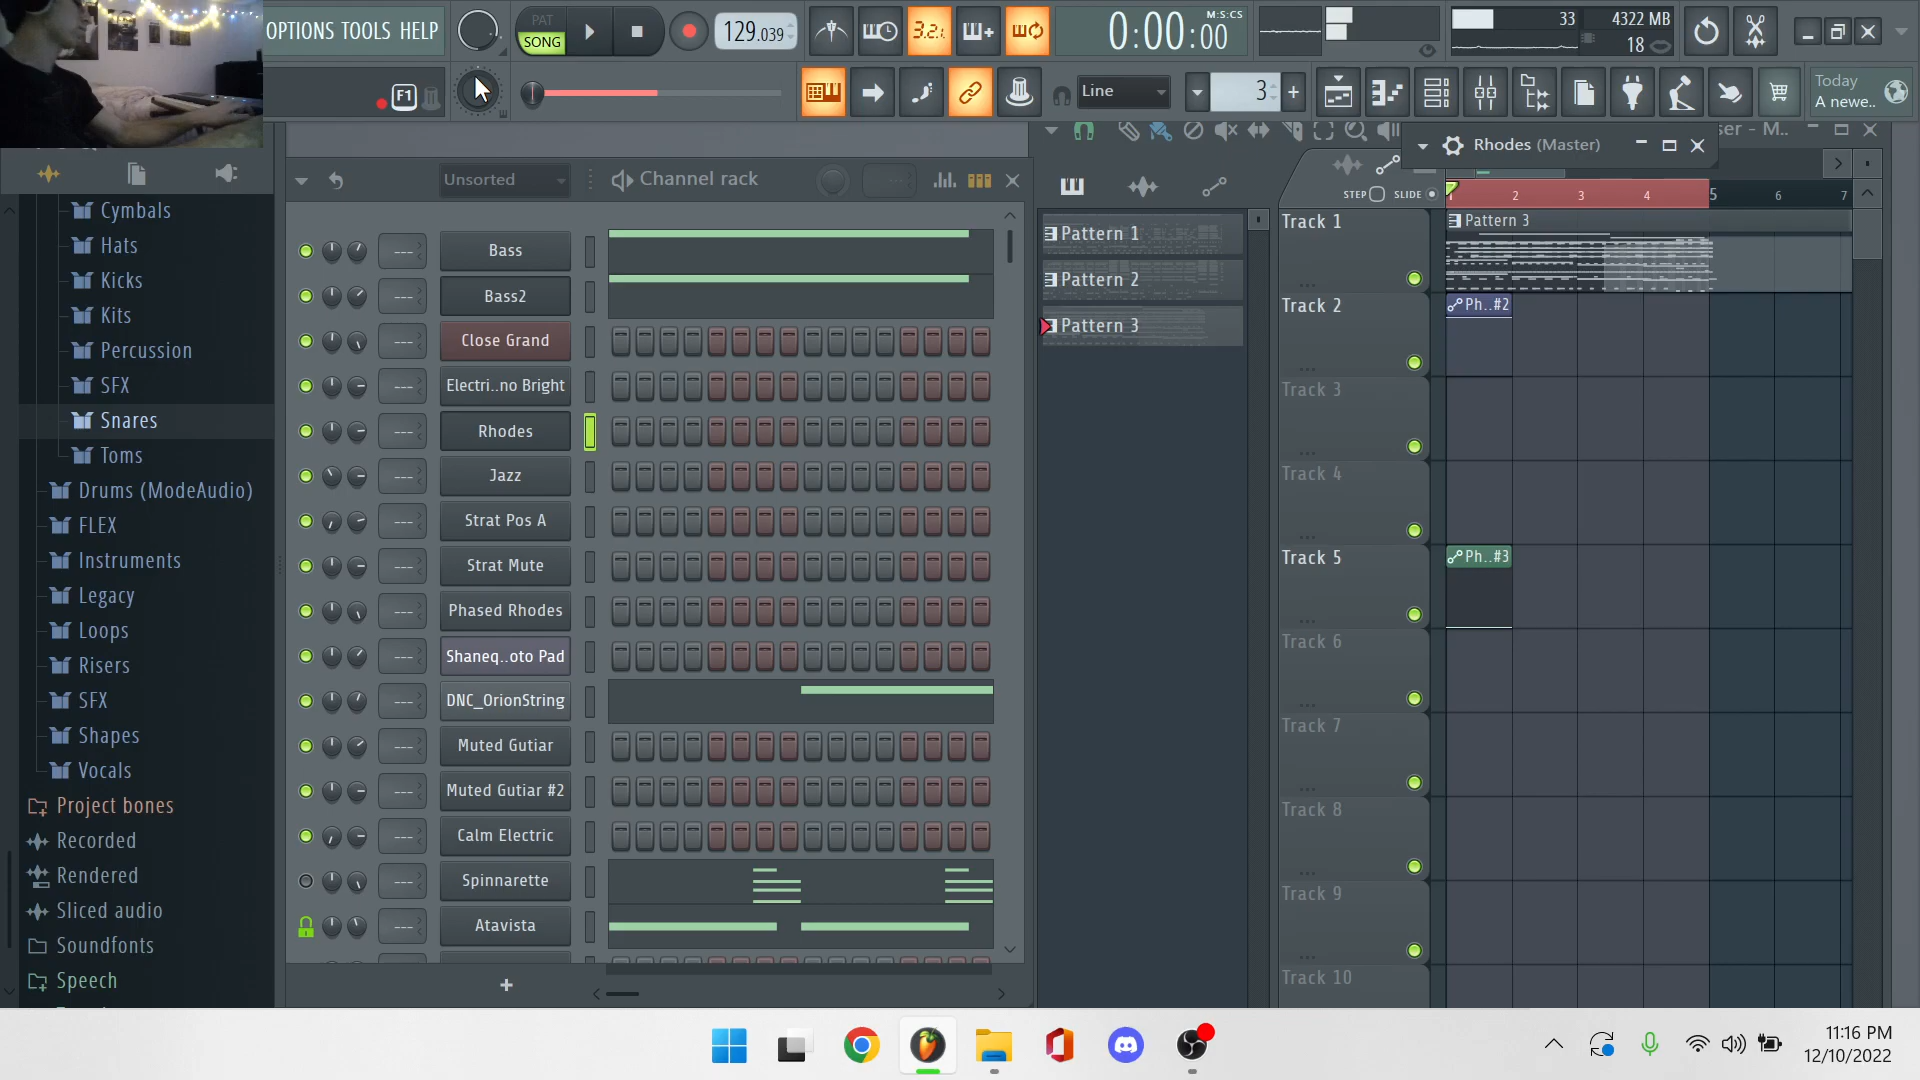 OPTIONS TOOLS HELP
PAT
SONG
129.039
3.2.1
M:S:CS
0:00:00
33
4322 MB
18
F1
Line
3
Today
A newe..
Unsorted
Channel rack
Rhodes (Master)
STEP
SLIDE
1 2 3 4 5 6 7
Cymbals
Hats
Kicks
Kits
Percussion
SFX
Snares
Toms
Drums (ModeAudio)
FLEX
Instruments
Legacy
Loops
Risers
SFX
Shapes
Vocals
Project bones
Recorded
Rendered
Sliced audio
Soundfonts
Speech
Bass
Bass2
Close Grand
Electri..no Bright
Rhodes
Jazz
Strat Pos A
Strat Mute
Phased Rhodes
Shaneq..oto Pad
DNC_OrionString
Muted Gutiar
Muted Gutiar #2
Calm Electric
Spinnarette
Atavista
Pattern 1
Pattern 2
Pattern 3
Track 1
Pattern 3
Track 2
Ph..#2
Track 3
Track 4
Track 5
Ph..#3
Track 6
Track 7
Track 8
Track 9
Track 10
11:16 PM
12/10/2022